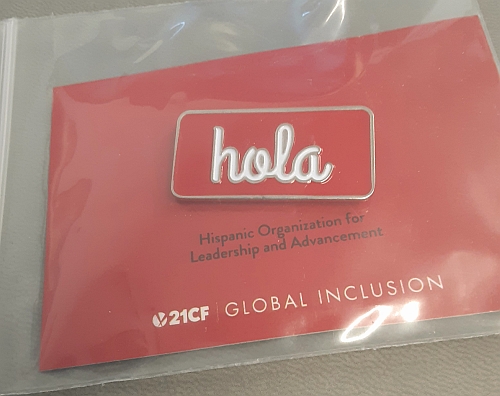 hola
Hispanic Organization for
Leadership and Advancement
21CF | GLOBAL INCLUSION